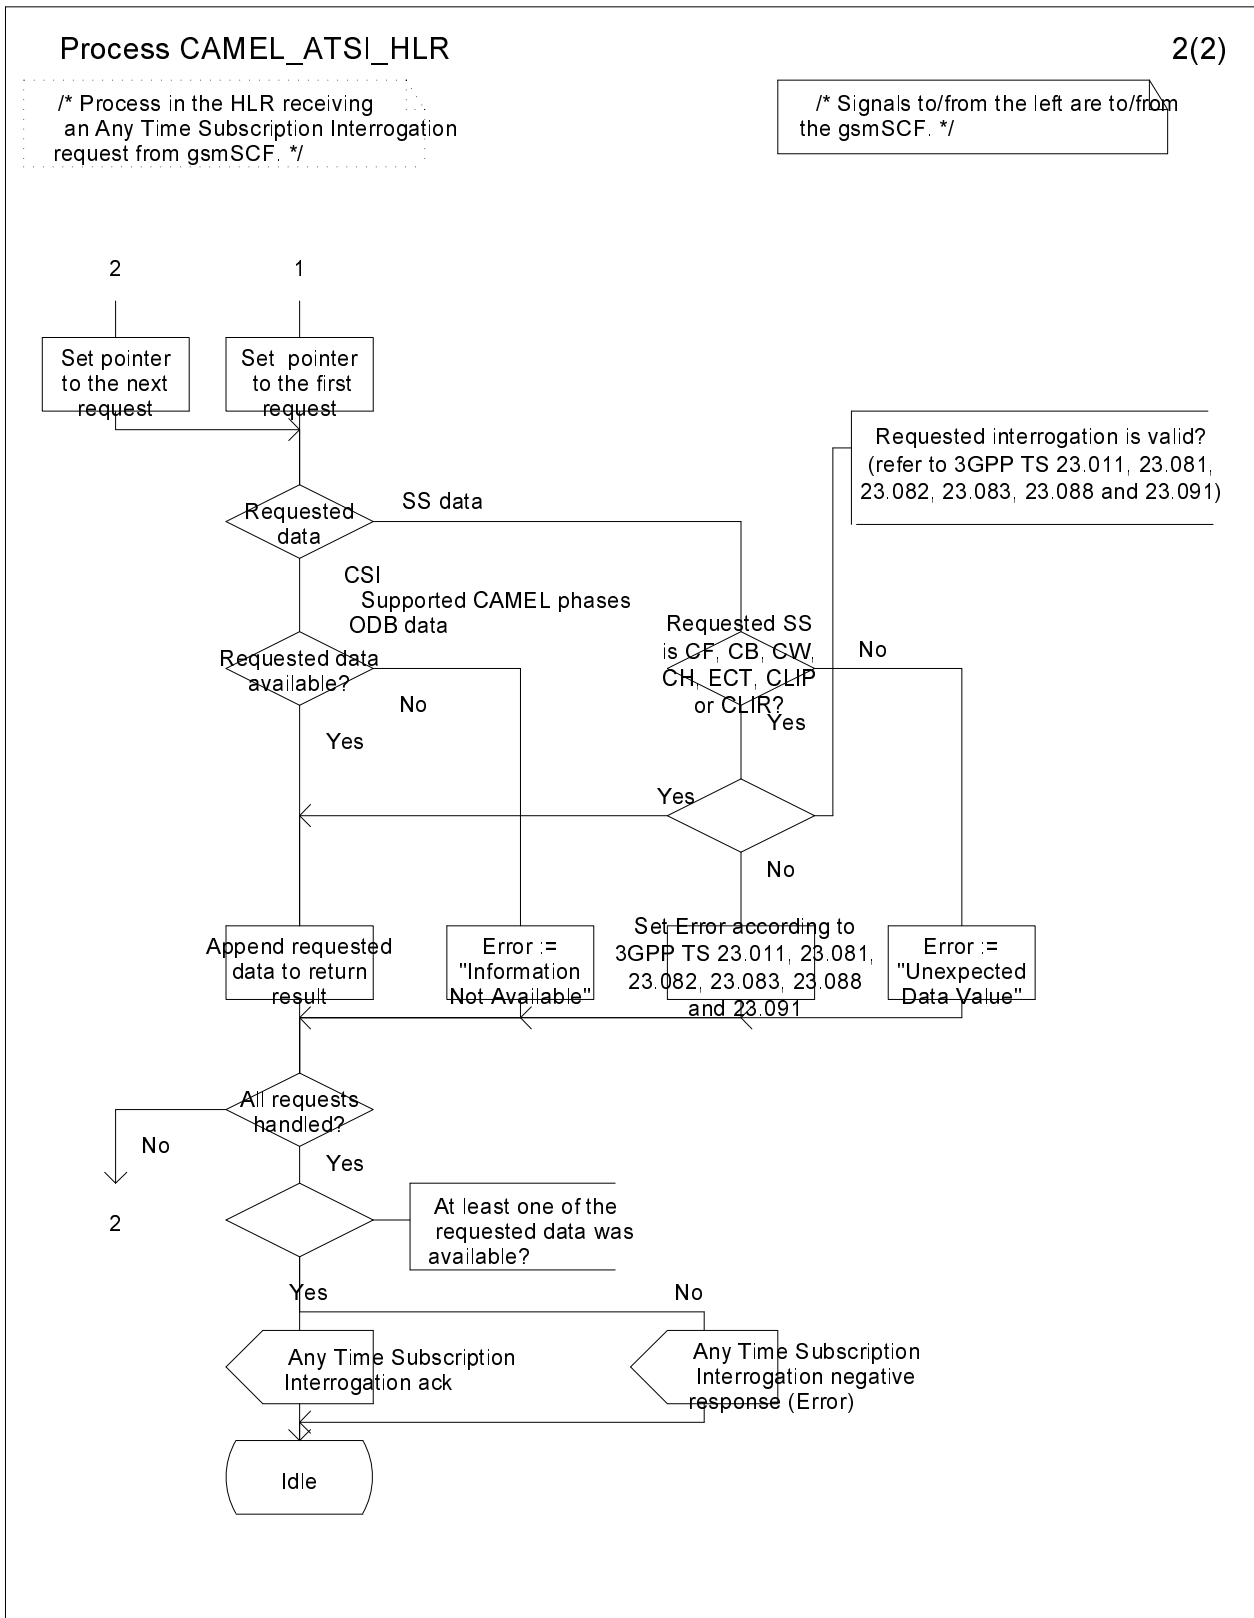 Process CAMEL_ATSI_HLR
2(2)
/* Process in the HLR receiving
an Any Time Subscription Interrogation
request from gsmSCF. */
/* Signals to/from the left are to/from
the gsmSCF. */
2
1
Set pointer
to the next
request
Set pointer
to the first
request
Requested interrogation is valid?
(refer to 3GPP TS 23.011, 23.081,
23.082, 23.083, 23.088 and 23.091)
Requested
data
SS data
CSI
Supported CAMEL phases
ODB data
Requested data
available?
No
Yes
Requested SS
is CF, CB, CW,
CH, ECT, CLIP
or CLIR?
No
Yes
Yes
No
Append requested
data to return
result
Error :=
"Information
Not Available"
Set Error according to
3GPP TS 23.011, 23.081,
23.082, 23.083, 23.088
and 23.091
Error :=
"Unexpected
Data Value"
All requests
handled?
No
Yes
2
At least one of the
requested data was
available?
Yes
No
Any Time Subscription
Interrogation ack
Any Time Subscription
Interrogation negative
response (Error)
Idle